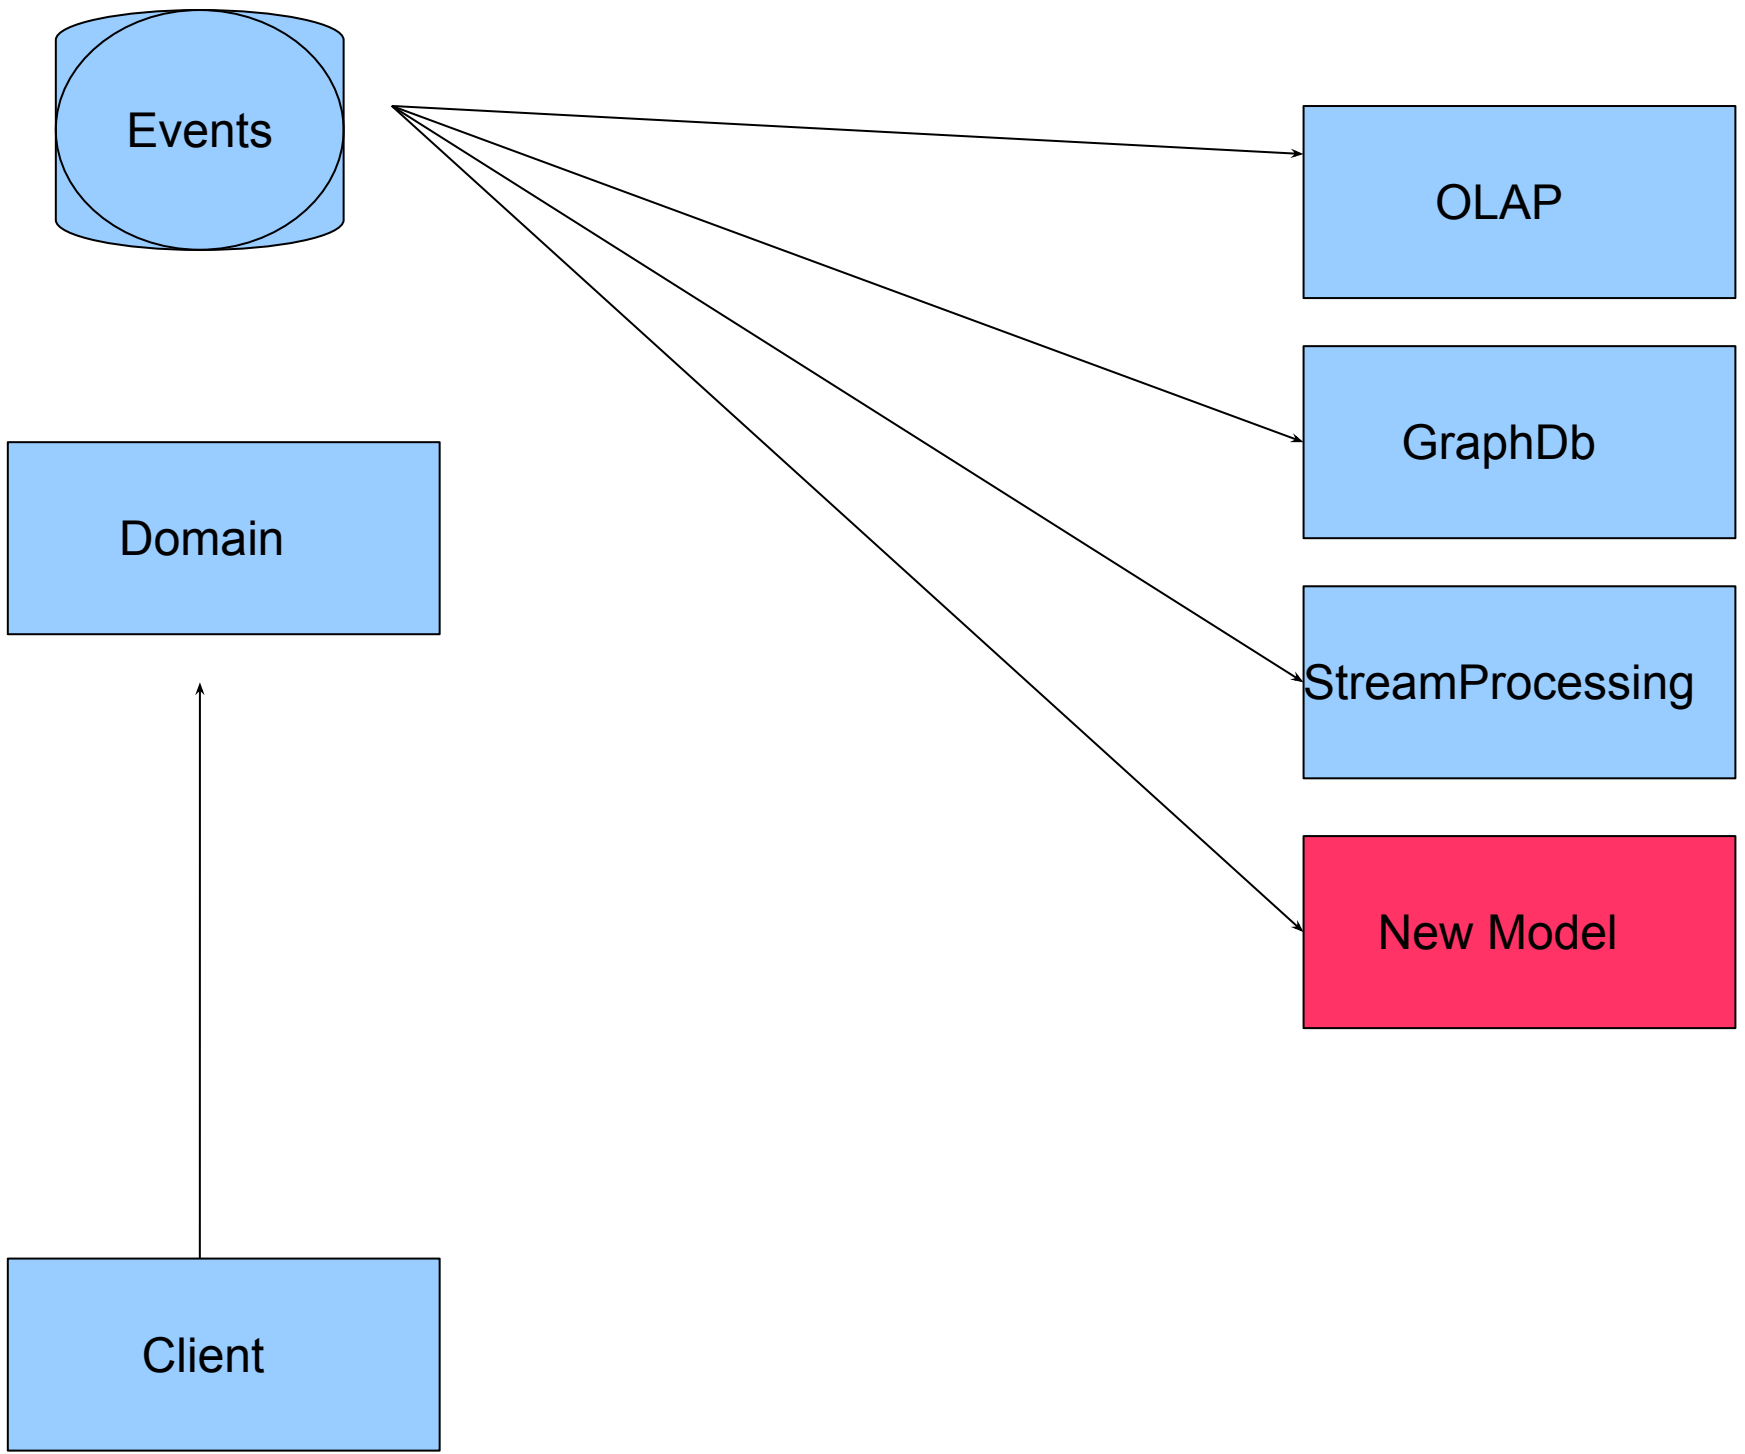 Events
OLAP
GraphDb
Domain
StreamProcessing
New Model
Client